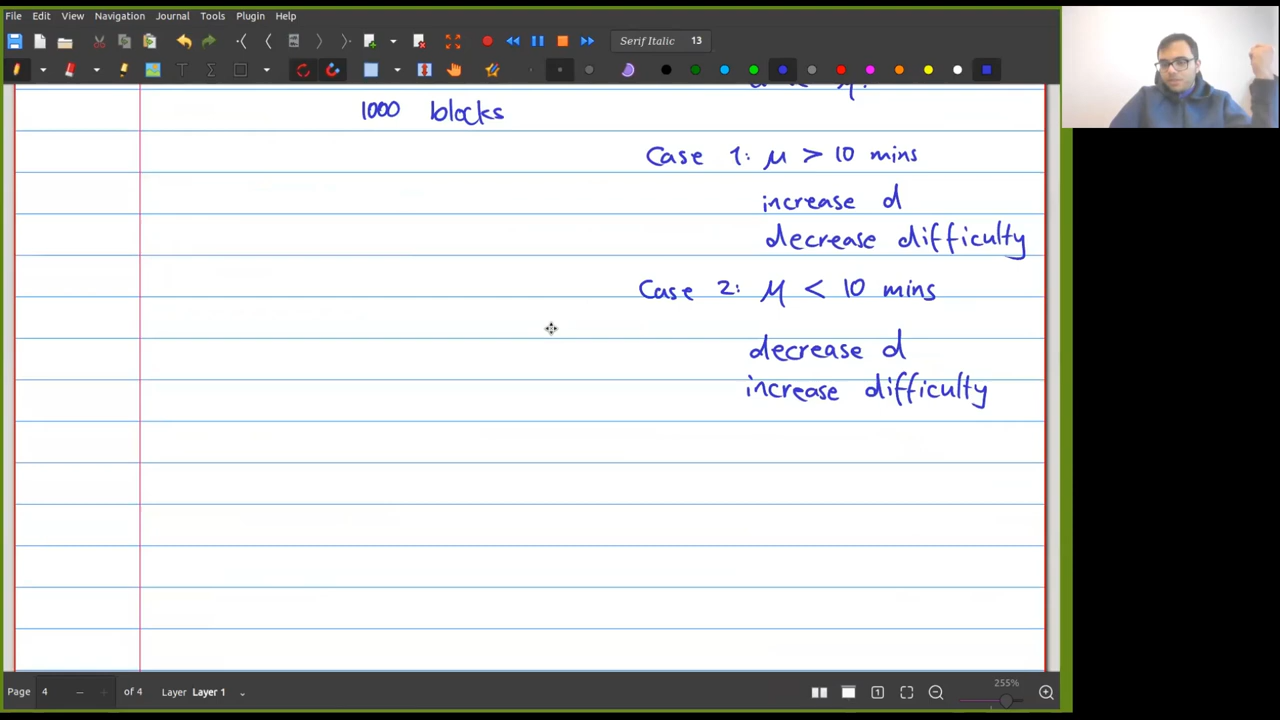 File Edit View Navigation Journal Tools Plugin Help
Serif Italic 13
1000 blocks
Case 1: μ > 10 mins
increase d
decrease difficulty
Case 2: μ < 10 mins
decrease d
increase difficulty
Page 4 of 4 Layer Layer 1 255%